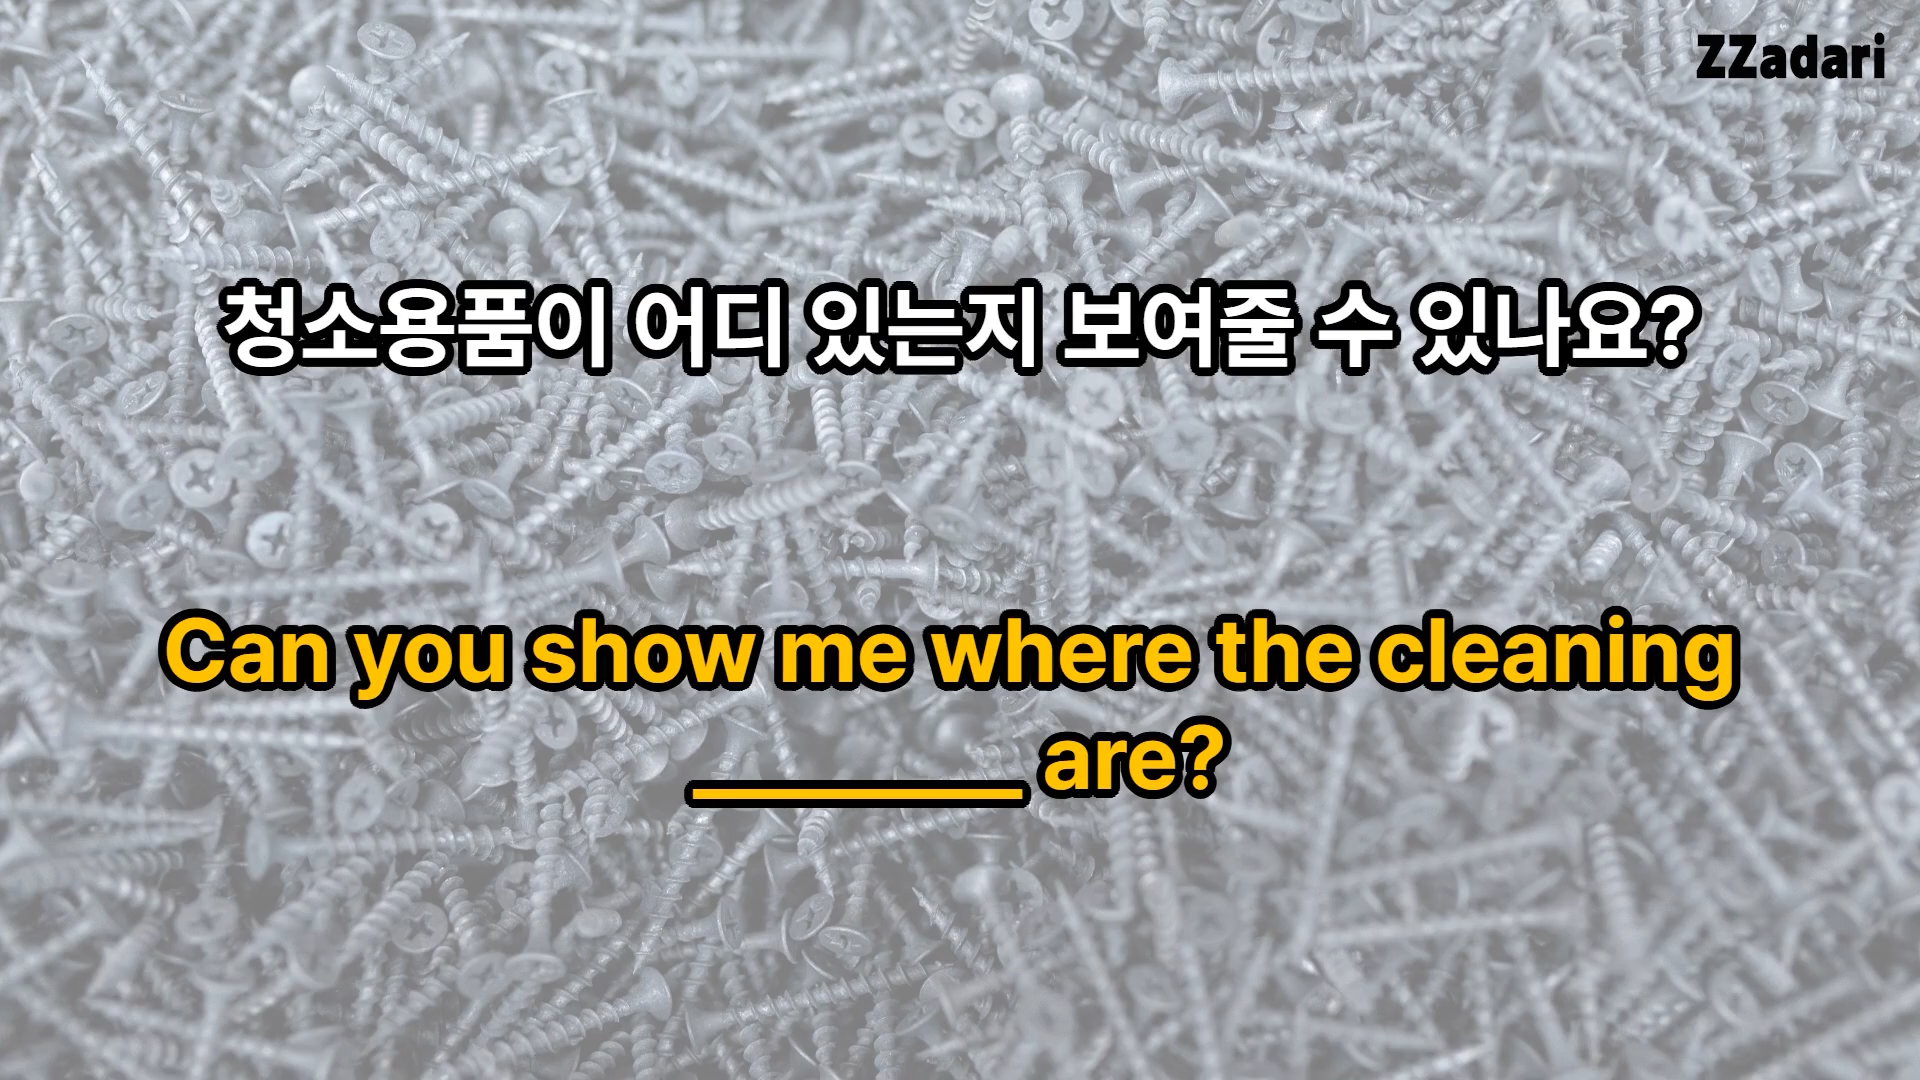 ZZadari
청소용품이 어디 있는지 보여줄 수 있나요?
Can you show me where the cleaning
__________ are?